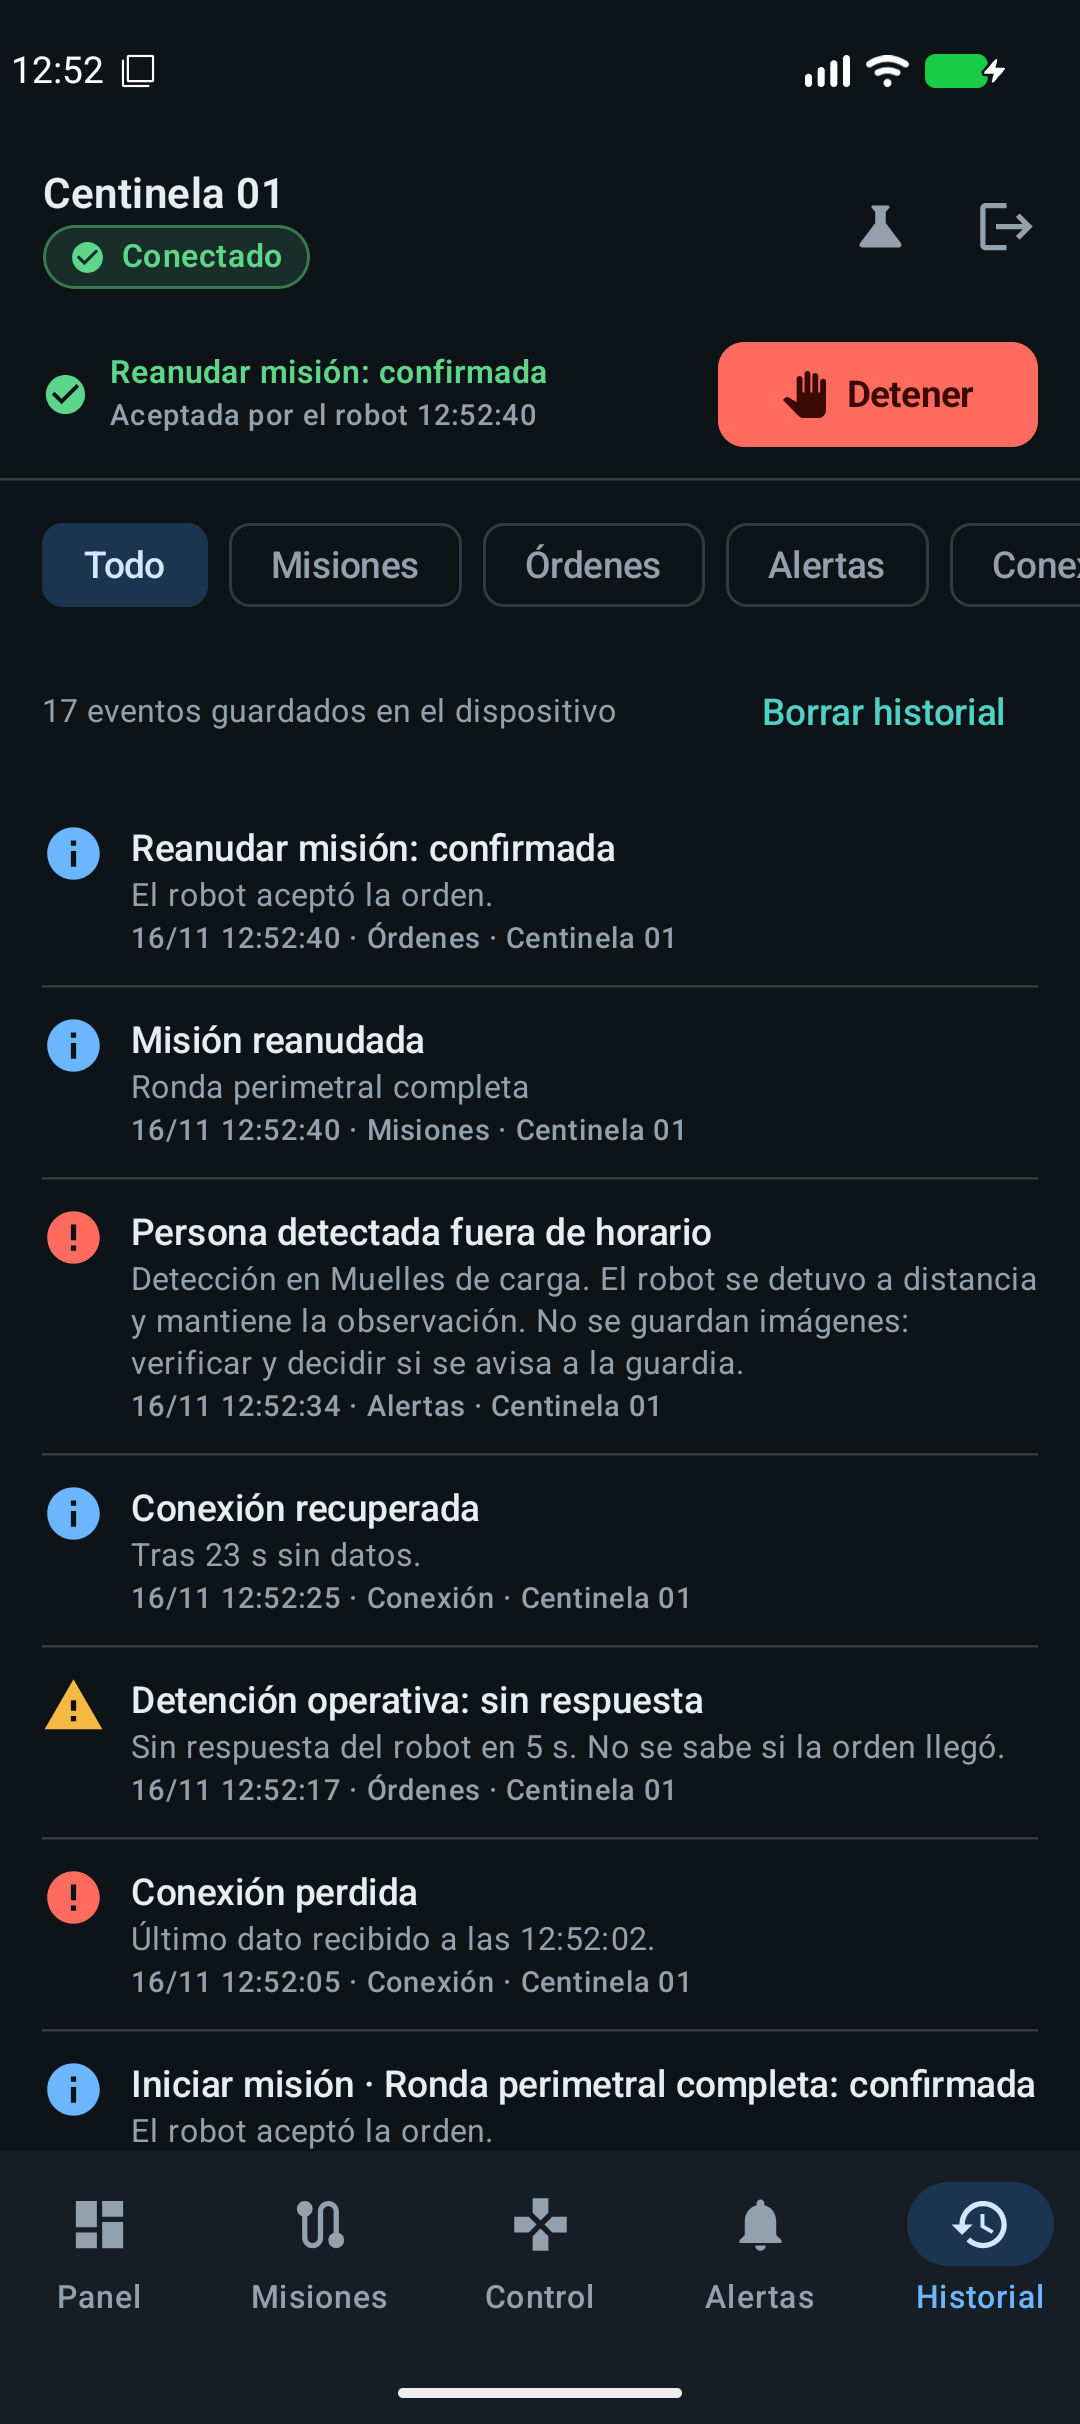 12:52
Centinela 01
Conectado
Reanudar misión: confirmada
Aceptada por el robot 12:52:40
Detener
Todo
Misiones
Órdenes
Alertas
Conex
17 eventos guardados en el dispositivo
Borrar historial
Reanudar misión: confirmada
El robot aceptó la orden.
16/11 12:52:40 · Órdenes · Centinela 01
Misión reanudada
Ronda perimetral completa
16/11 12:52:40 · Misiones · Centinela 01
Persona detectada fuera de horario
Detección en Muelles de carga. El robot se detuvo a distancia
y mantiene la observación. No se guardan imágenes:
verificar y decidir si se avisa a la guardia.
16/11 12:52:34 · Alertas · Centinela 01
Conexión recuperada
Tras 23 s sin datos.
16/11 12:52:25 · Conexión · Centinela 01
Detención operativa: sin respuesta
Sin respuesta del robot en 5 s. No se sabe si la orden llegó.
16/11 12:52:17 · Órdenes · Centinela 01
Conexión perdida
Último dato recibido a las 12:52:02.
16/11 12:52:05 · Conexión · Centinela 01
Iniciar misión · Ronda perimetral completa: confirmada
El robot aceptó la orden.
Panel
Misiones
Control
Alertas
Historial